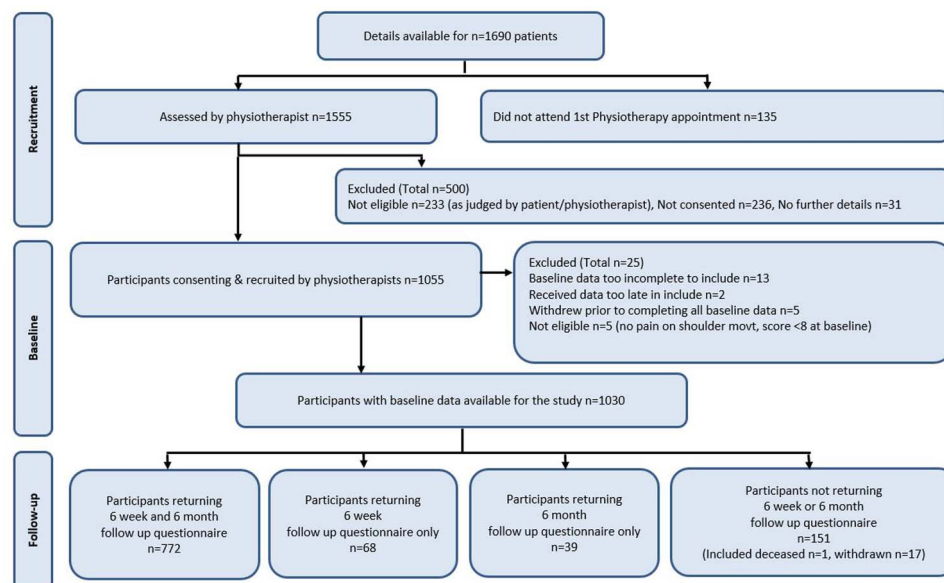 Recruitment
Details available for n=1690 patients
Assessed by physiotherapist n=1555
Did not attend 1st Physiotherapy appointment n=135
Excluded (Total n=500)
Not eligible n=233 (as judged by patient/physiotherapist), Not consented n=236, No further details n=31
Baseline
Participants consenting & recruited by physiotherapists n=1055
Excluded (Total n=25)
Baseline data too incomplete to include n=13
Received data too late in include n=2
Withdrew prior to completing all baseline data n=5
Not eligible n=5 (no pain on shoulder movt, score <8 at baseline)
Participants with baseline data available for the study n=1030
Follow-up
Participants returning
6 week and 6 month
follow up questionnaire
n=772
Participants returning
6 week
follow up questionnaire only
n=68
Participants returning
6 month
follow up questionnaire only
n=39
Participants not returning
6 week or 6 month
follow up questionnaire
n=151
(Included deceased n=1, withdrawn n=17)